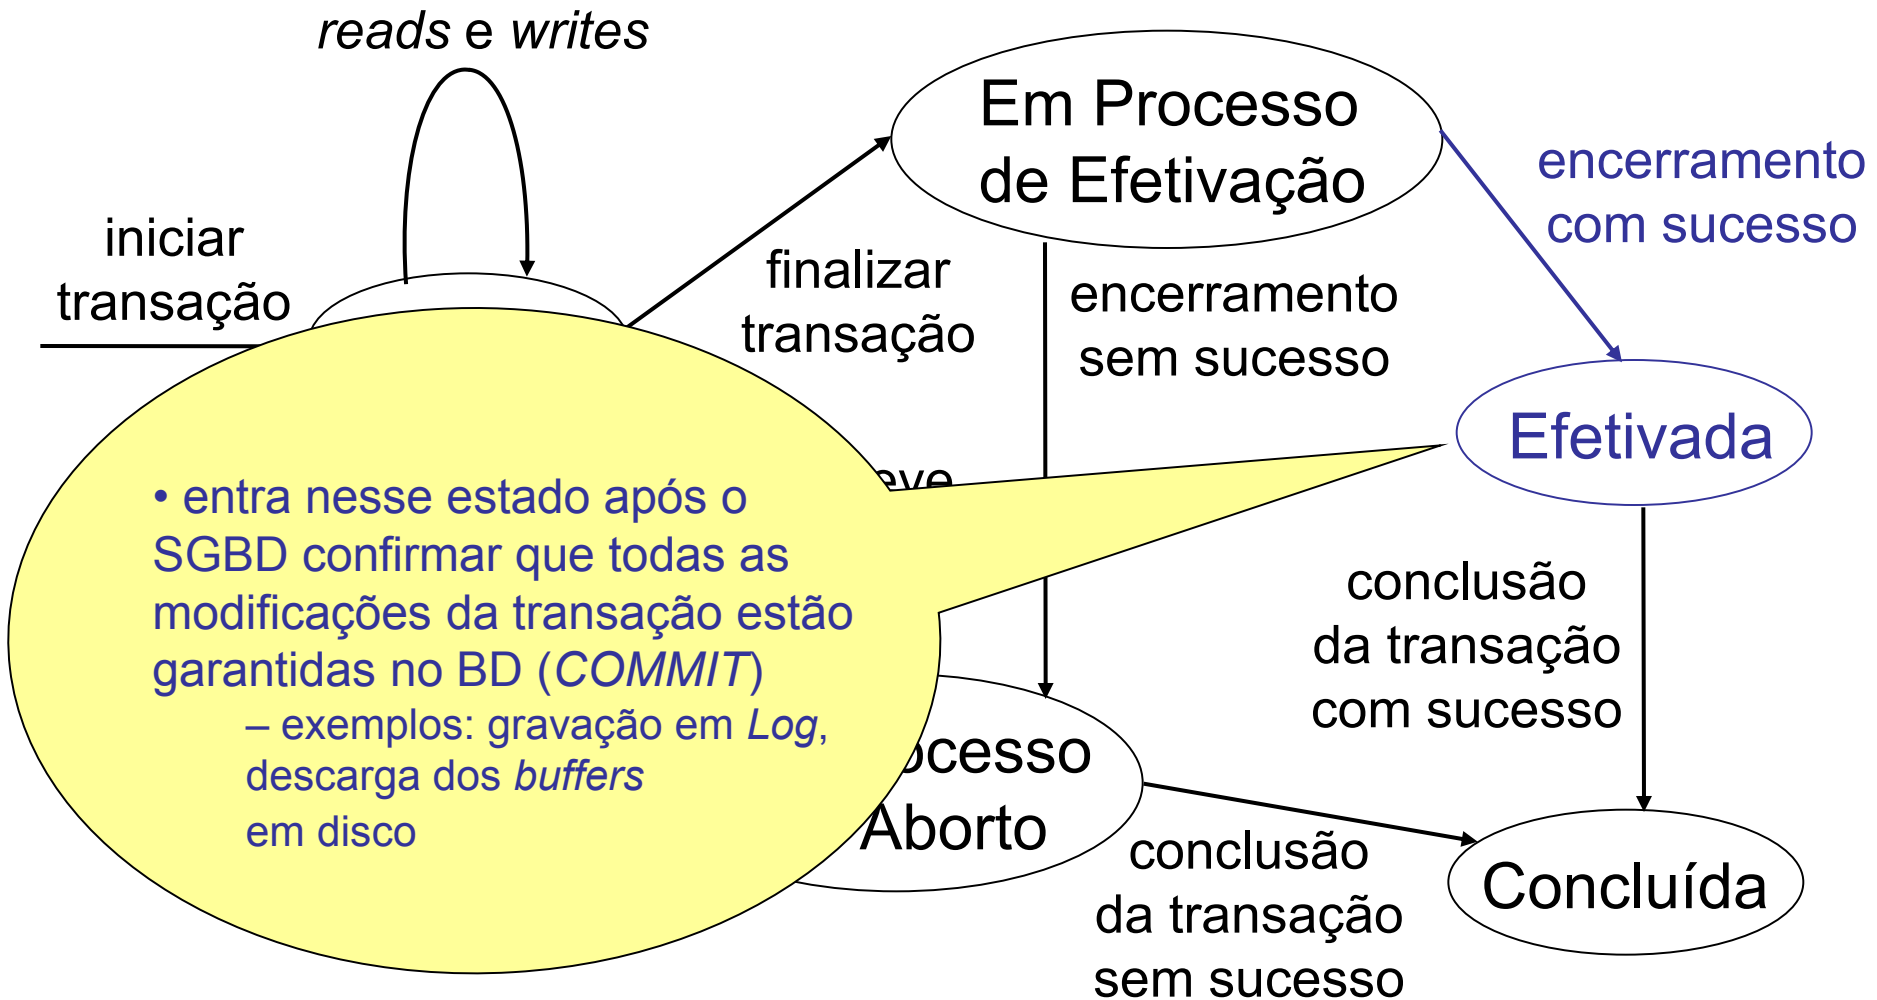 reads e writes
Em Processo
de Efetivação
encerramento
com sucesso
iniciar
transação
finalizar
transação
encerramento
sem sucesso
Efetivada
• entra nesse estado após o
SGBD confirmar que todas as
modificações da transação estão
garantidas no BD (COMMIT)
– exemplos: gravação em Log,
descarga dos buffers
em disco
conclusão
da transação
com sucesso
Aborto
conclusão
da transação
sem sucesso
Concluída